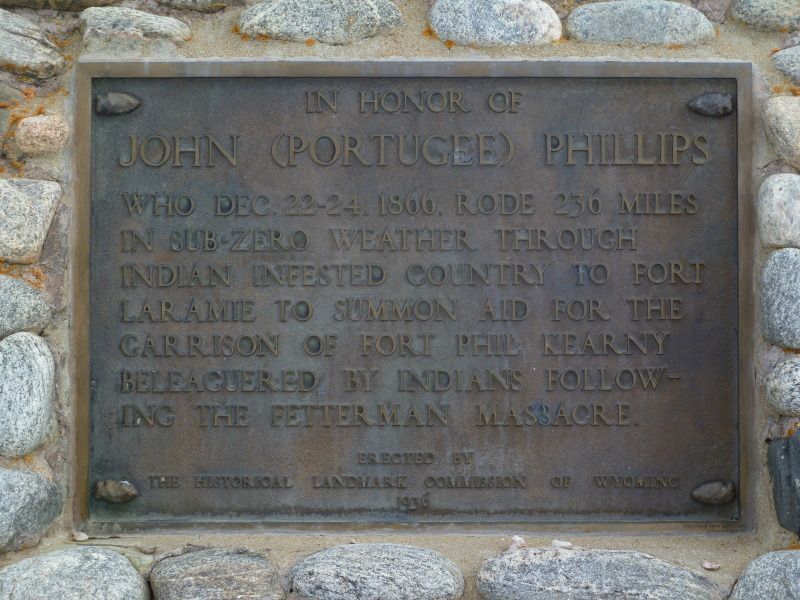 IN HONOR OF
JOHN (PORTUGEE) PHILLIPS
WHO DEC. 22-24, 1866, RODE 236 MILES
IN SUB-ZERO WEATHER THROUGH
INDIAN INFESTED COUNTRY TO FORT
LARAMIE TO SUMMON AID FOR THE
GARRISON OF FORT PHIL KEARNY
BELEAGUERED BY INDIANS FOLLOW-
ING THE FETTERMAN MASSACRE.
ERECTED BY
THE HISTORICAL LANDMARK COMMISSION OF WYOMING
1936